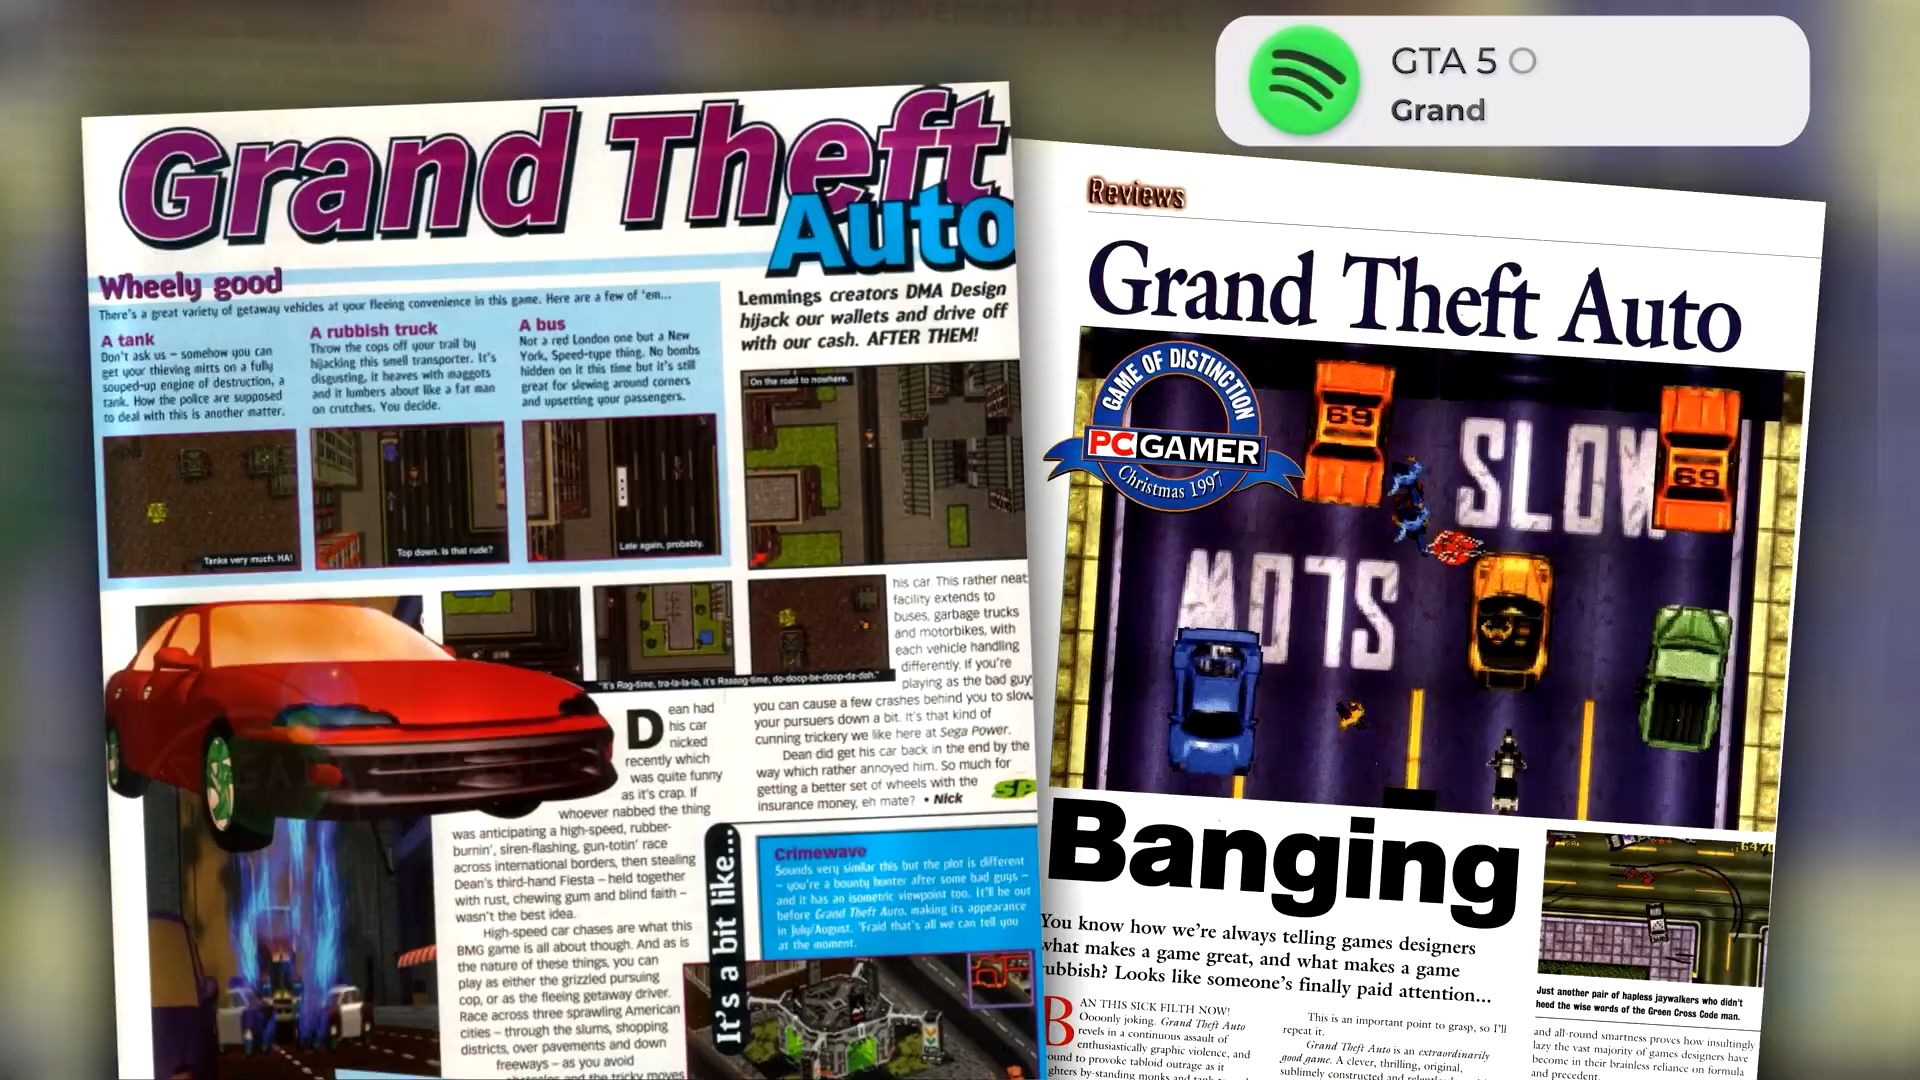 GTA 5 O
Grand
Grand Theft
Auto
Wheely good
There's a great variety of getaway vehicles at your fleeing convenience in this game. Here are a few of 'em...
A tank
Don't ask us – somehow you can
get your thieving mitts on a fully
souped-up engine of destruction, a
tank. How the police are supposed
to deal with this is another matter.
A rubbish truck
Throw the cops off your trail by
hijacking this smell transporter. It's
disgusting, it heaves with maggots
and it lumbers about like a fat man
on crutches. You decide.
A bus
Not a red London one but a New
York, Speed-type thing. No bombs
hidden on it this time but it's still
great for slewing around corners
and upsetting your passengers.
Lemmings creators DMA Design
hijack our wallets and drive off
with our cash. AFTER THEM!
On the road to nowhere.
Tanks very much. HA!
Top down. Is that rude?
Late again, probably.
"It's Rag-time, tra-la-la-la, it's Raaaag-time, do-doop-be-doop-da-dah."
Dean had
his car
nicked
recently which
was quite funny
as it's crap. If
whoever nabbed the thing
was anticipating a high-speed, rubber-
burnin', siren-flashing, gun-totin' race
across international borders, then stealing
Dean's third-hand Fiesta – held together
with rust, chewing gum and blind faith –
wasn't the best idea.
High-speed car chases are what this
BMG game is all about though. And as is
the nature of these things, you can
play as either the grizzled pursuing
cop, or as the fleeing getaway driver.
Race across three sprawling American
cities – through the slums, shopping
districts, over pavements and down
freeways – as you avoid
and the tricky moves
his car. This rather neat
facility extends to
buses, garbage trucks
and motorbikes, with
each vehicle handling
differently. If you're
playing as the bad guy
you can cause a few crashes behind you to slow
your pursuers down a bit. It's that kind of
cunning trickery we like here at Sega Power.
Dean did get his car back in the end by the
way which rather annoyed him. So much for
getting a better set of wheels with the
insurance money, eh mate? • Nick
SP
It's a bit like...
Crimewave
Sounds very similar this but the plot is different
– you're a bounty hunter after some bad guys –
and it has an isometric viewpoint too. It'll be out
before Grand Theft Auto, making its appearance
in July/August. 'Fraid that's all we can tell you
at the moment.
Reviews
Grand Theft Auto
GAME OF DISTINCTION
PC GAMER
Christmas 1997
69
69
SLOW
SLOW
Banging
You know how we're always telling games designers
what makes a game great, and what makes a game
rubbish? Looks like someone's finally paid attention...
BAN THIS SICK FILTH NOW!
Ooonly joking. Grand Theft Auto
revels in a continuous assault of
enthusiastically graphic violence, and
bound to provoke tabloid outrage as it
This is an important point to grasp, so I'll
repeat it.
Grand Theft Auto is an extraordinarily
good game. A clever, thrilling, original,
sublimely constructed and
Just another pair of hapless jaywalkers who didn't
heed the wise words of the Green Cross Code man.
and all-round smartness proves how insultingly
lazy the vast majority of games designers have
become in their brainless reliance on formula
and precedent.